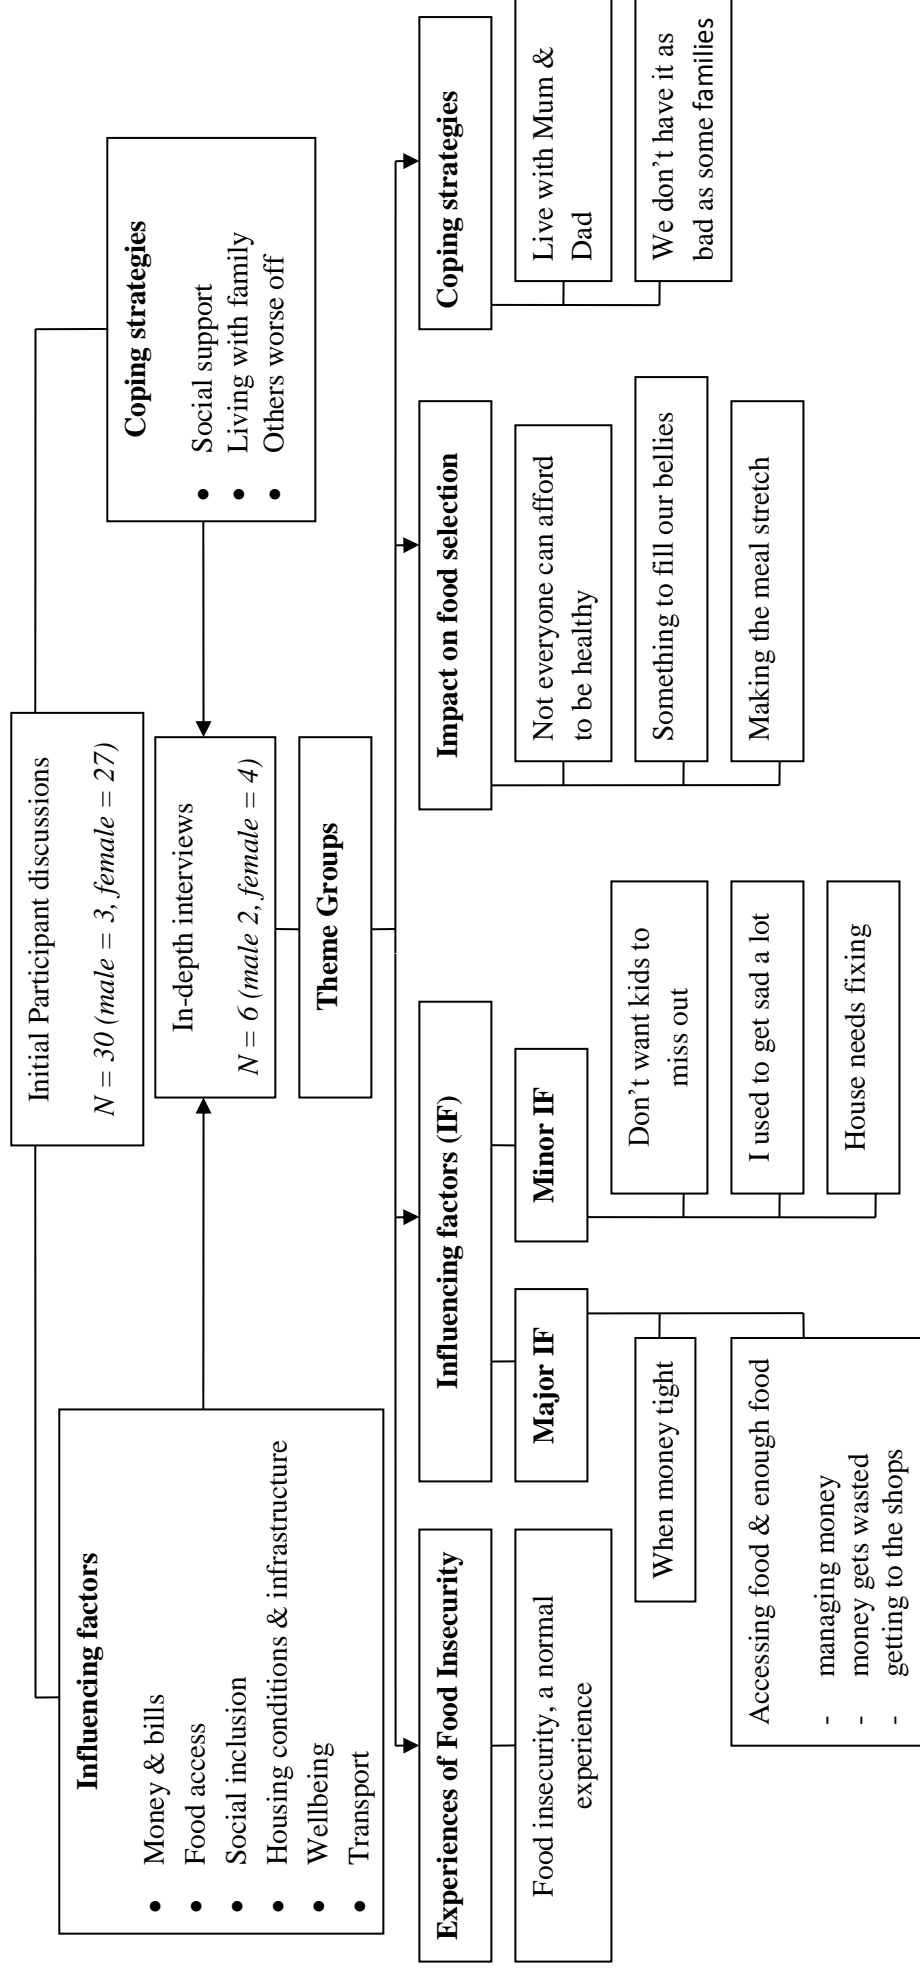 Initial Participant discussions
N = 30 (male = 3, female = 27)
Influencing factors
• Money & bills
• Food access
• Social inclusion
• Housing conditions & infrastructure
• Wellbeing
• Transport
In-depth interviews
N = 6 (male 2, female = 4)
Coping strategies
• Social support
• Living with family
• Others worse off
Theme Groups
Experiences of Food Insecurity
Food insecurity, a normal
experience
Influencing factors (IF)
Major IF
When money tight
Accessing food & enough food
- managing money
- money gets wasted
- getting to the shops
Minor IF
Don't want kids to
miss out
I used to get sad a lot
House needs fixing
Impact on food selection
Not everyone can afford
to be healthy
Something to fill our bellies
Making the meal stretch
Coping strategies
Live with Mum &
Dad
We don't have it as
bad as some families